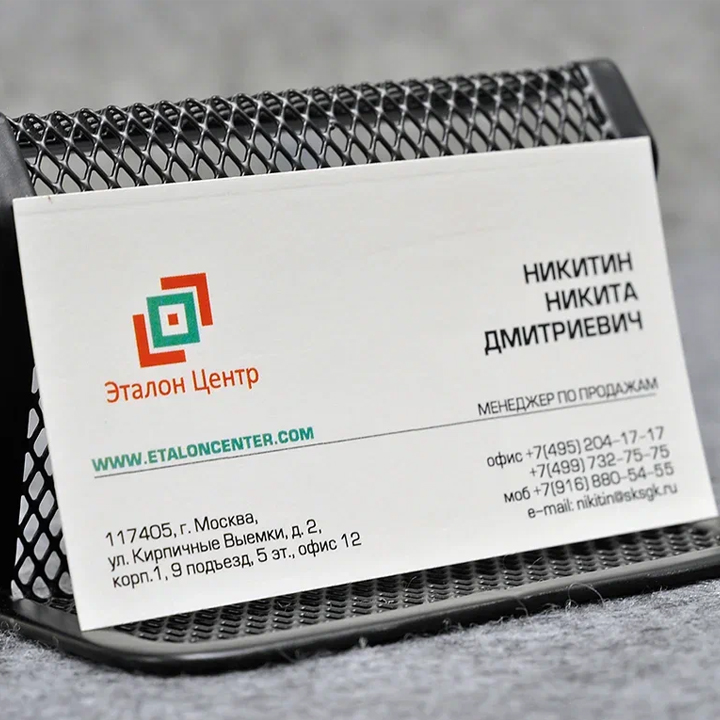 Эталон Центр
WWW.ETALONCENTER.COM
117405, г. Москва,
ул. Кирпичные Выемки, д. 2,
корп.1, 9 подъезд, 5 эт., офис 12
НИКИТИН
НИКИТА
ДМИТРИЕВИЧ
МЕНЕДЖЕР ПО ПРОДАЖАМ
офис +7(495) 204-17-17
+7(499) 732-75-75
моб +7(916) 880-54-55
e-mail: nikitin@sksgk.ru